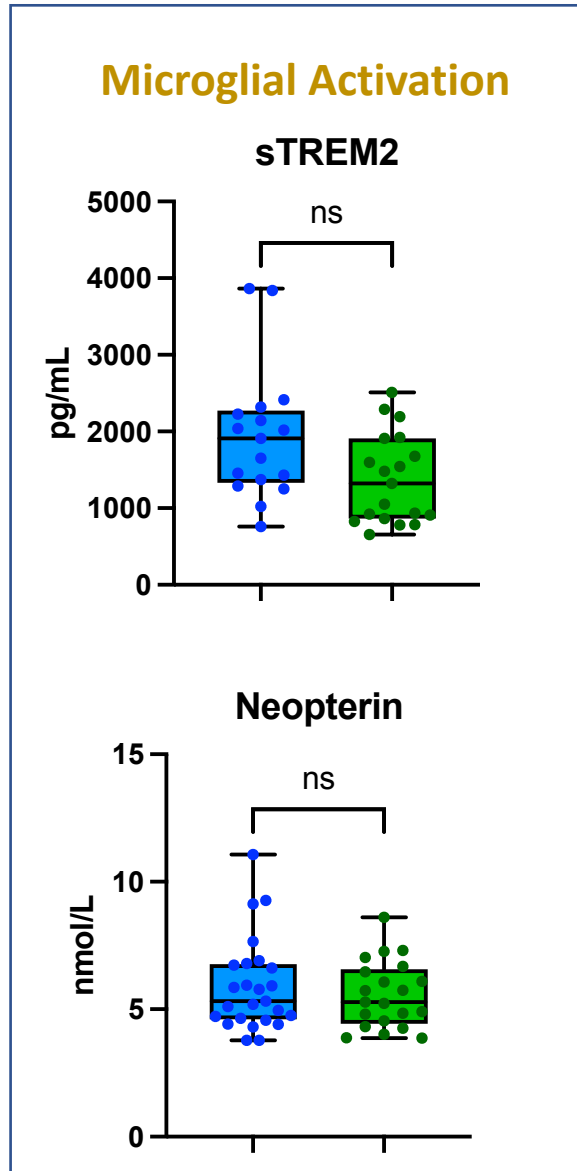 Microglial Activation
sTREM2
ns
5000
4000
3000
2000
1000
0
pg/mL
Neopterin
ns
15
10
5
0
nmol/L